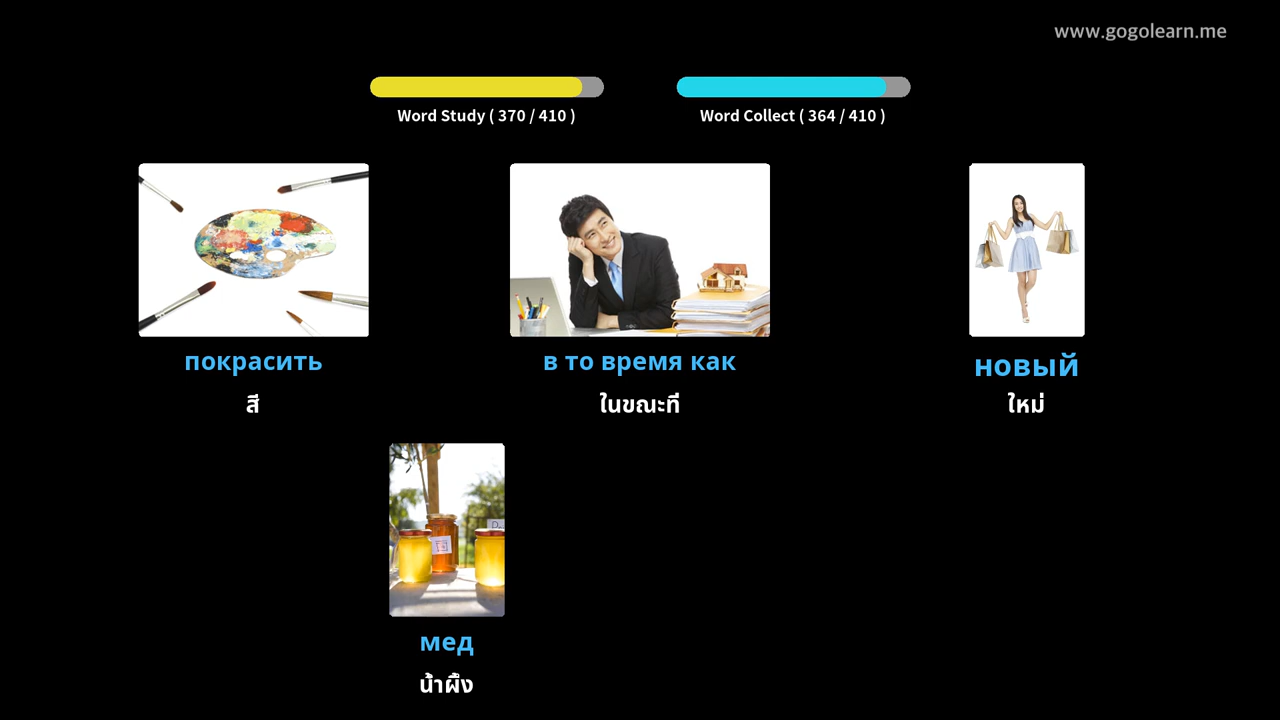 www.gogolearn.me
Word Study ( 370 / 410 )
Word Collect ( 364 / 410 )
покрасить
в то время как
новый
สี
ในขณะที่
ใหม่
мед
น้ำผึ้ง